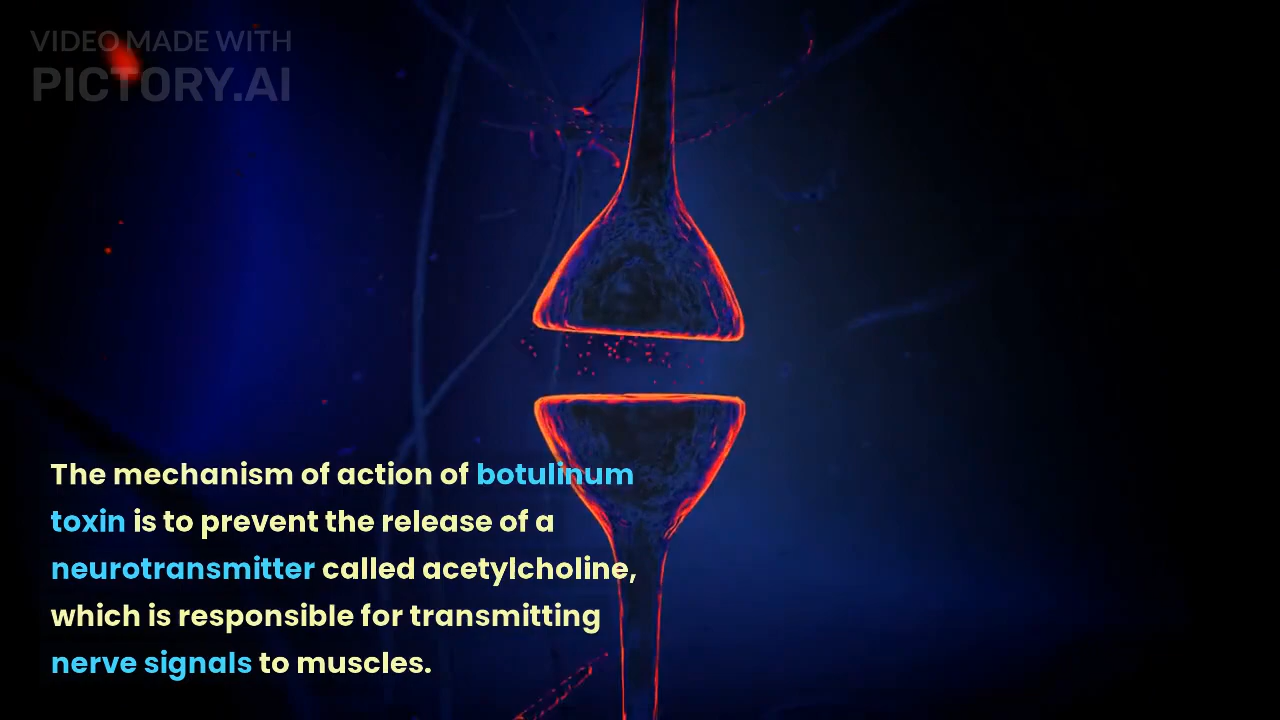 VIDEO MADE WITH
PICTORY.AI
The mechanism of action of botulinum
toxin is to prevent the release of a
neurotransmitter called acetylcholine,
which is responsible for transmitting
nerve signals to muscles.